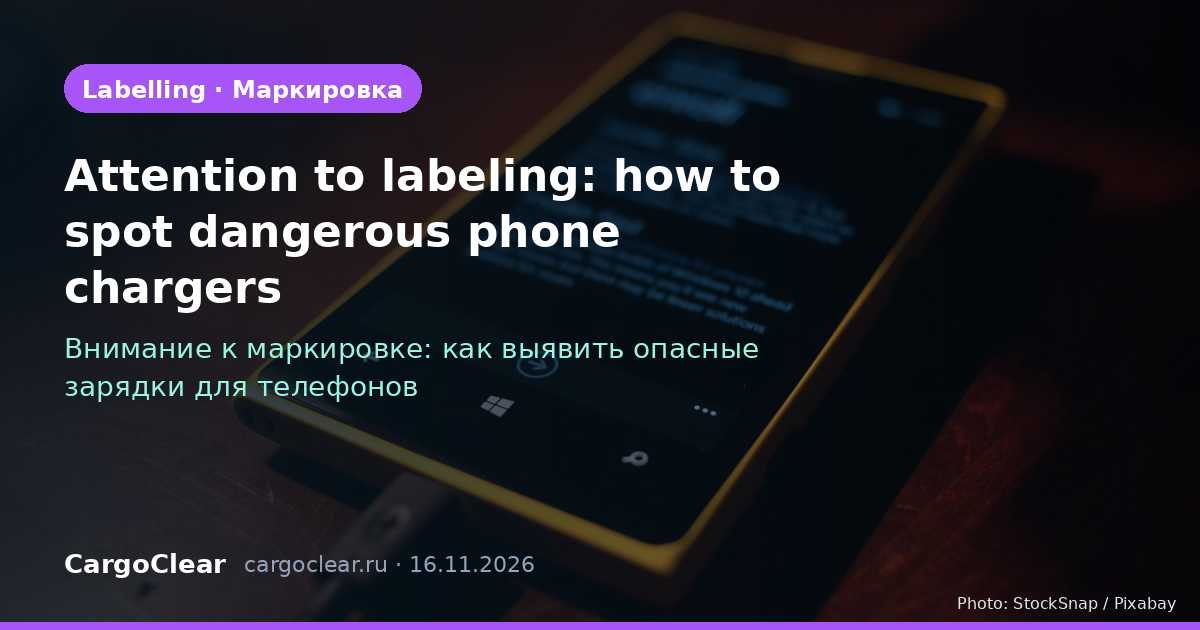 Labelling · Маркировка
Attention to labeling: how to
spot dangerous phone
chargers
Внимание к маркировке: как выявить опасные
зарядки для телефонов
CargoClear cargoclear.ru · 16.11.2026
Photo: StockSnap / Pixabay